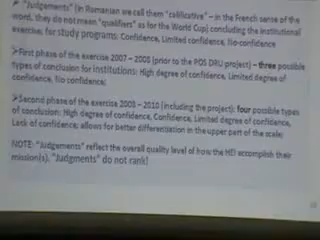 "Judgements" (in Romanian we call them "calificative" – in the French sense of the
word, they do not mean "qualifiers" as for the World Cup) concluding the institutional
exercise; for study programs: Confidence, Limited confidence, No confidence
➢First phase of the exercise 2007 – 2008 (prior to the POS DRU project) – three possible
types of conclusion for institutions: High degree of confidence, Limited degree of
confidence, No confidence;
➢Second phase of the exercise 2008 – 2010 (including the project): four possible types
of conclusion: High degree of confidence, Confidence, Limited degree of confidence,
Lack of confidence; allows for better differentiation in the upper part of the scale;
NOTE: "Judgements" reflect the overall quality level of how the HEI accomplish their
mission(s). "Judgments" do not rank!